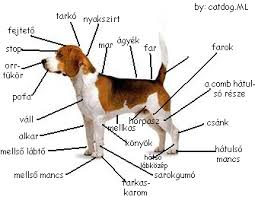 by: catdog.ML
tarkó
nyakszirt
fejtető
stop
orr-
tükör
pofa
mar
ágyék
far
farok
a comb hátul-
só része
váll
alkar
mellső lábtő
mellső mancs
mellkas
könyök
horpasz
csánk
hátsó
lábközép
hátulsó
mancs
sarokgumó
farkas-
karom